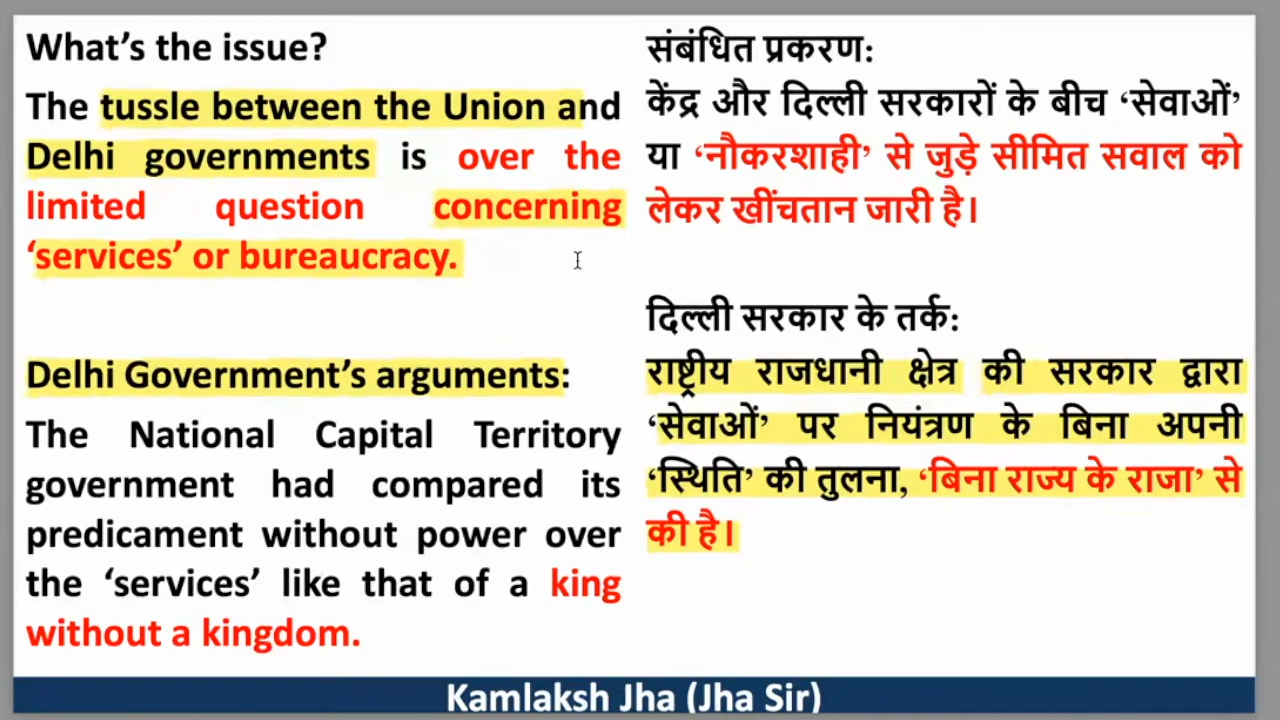 What’s the issue?
The tussle between the Union and
Delhi governments is over the
limited question concerning
‘services’ or bureaucracy.
Delhi Government’s arguments:
The National Capital Territory
government had compared its
predicament without power over
the ‘services’ like that of a king
without a kingdom.
संबंधित प्रकरण:
केंद्र और दिल्ली सरकारों के बीच ‘सेवाओं’
या ‘नौकरशाही’ से जुड़े सीमित सवाल को
लेकर खींचतान जारी है।
दिल्ली सरकार के तर्क:
राष्ट्रीय राजधानी क्षेत्र की सरकार द्वारा
‘सेवाओं’ पर नियंत्रण के बिना अपनी
‘स्थिति’ की तुलना, ‘बिना राज्य के राजा’ से
की है।
Kamlaksh Jha (Jha Sir)